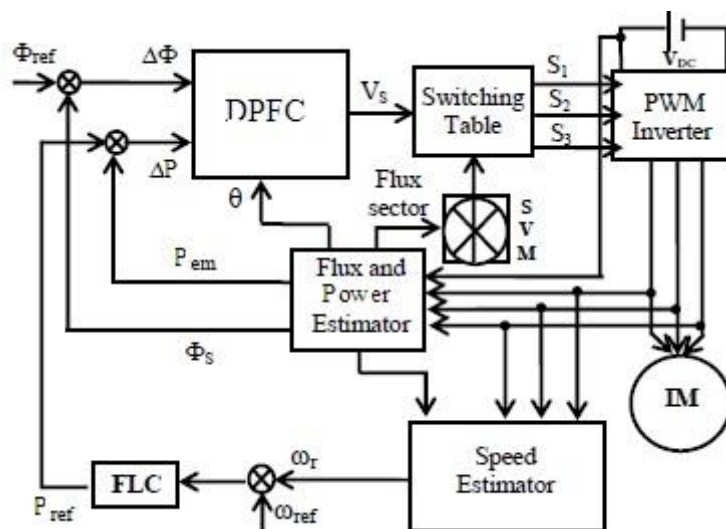 Φref
ΔΦ
DPFC
VS
Switching
Table
S1
S2
S3
VDC
PWM
Inverter
ΔP
θ
Flux
sector
S
V
M
Pem
Flux and
Power
Estimator
ΦS
IM
Speed
Estimator
ωr
FLC
Pref
ωref